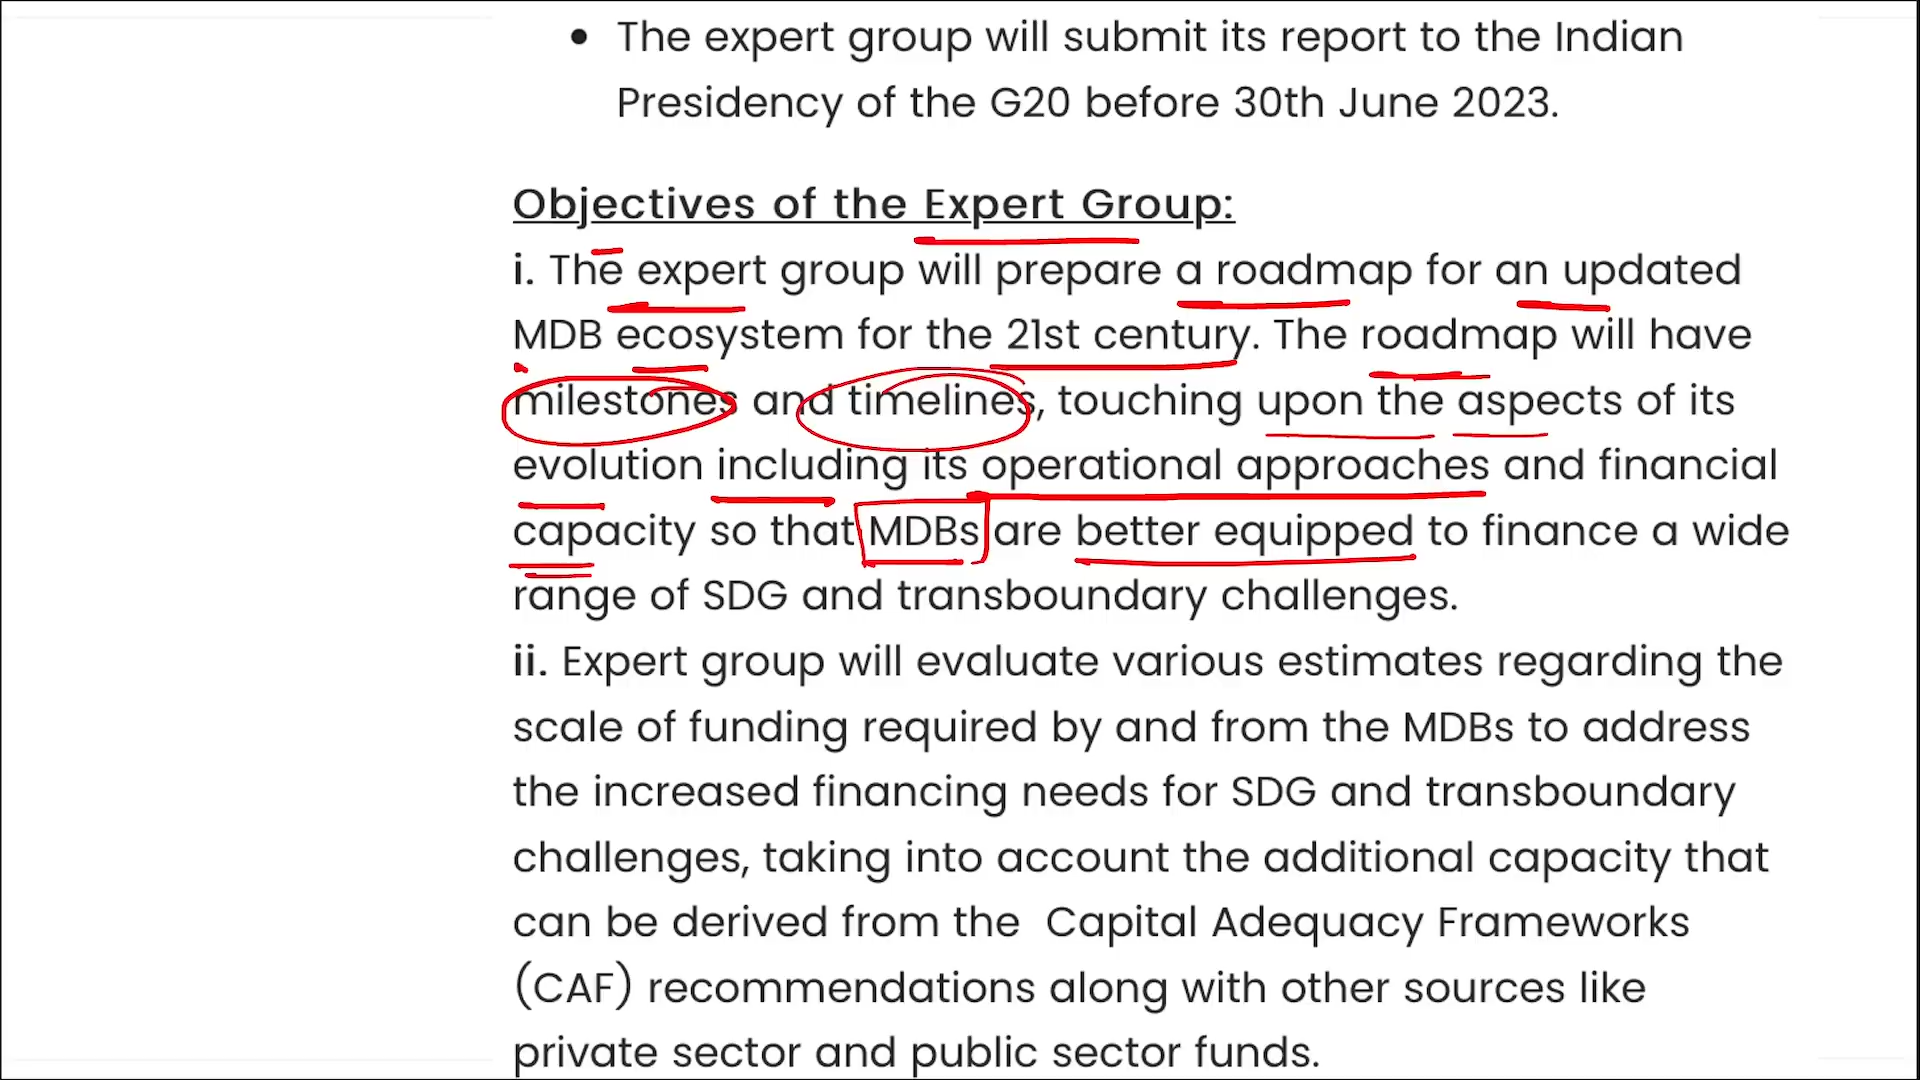 • The expert group will submit its report to the Indian
Presidency of the G20 before 30th June 2023.
Objectives of the Expert Group:
i. The expert group will prepare a roadmap for an updated
MDB ecosystem for the 21st century. The roadmap will have
milestones and timelines, touching upon the aspects of its
evolution including its operational approaches and financial
capacity so that MDBs are better equipped to finance a wide
range of SDG and transboundary challenges.
ii. Expert group will evaluate various estimates regarding the
scale of funding required by and from the MDBs to address
the increased financing needs for SDG and transboundary
challenges, taking into account the additional capacity that
can be derived from the  Capital Adequacy Frameworks
(CAF) recommendations along with other sources like
private sector and public sector funds.